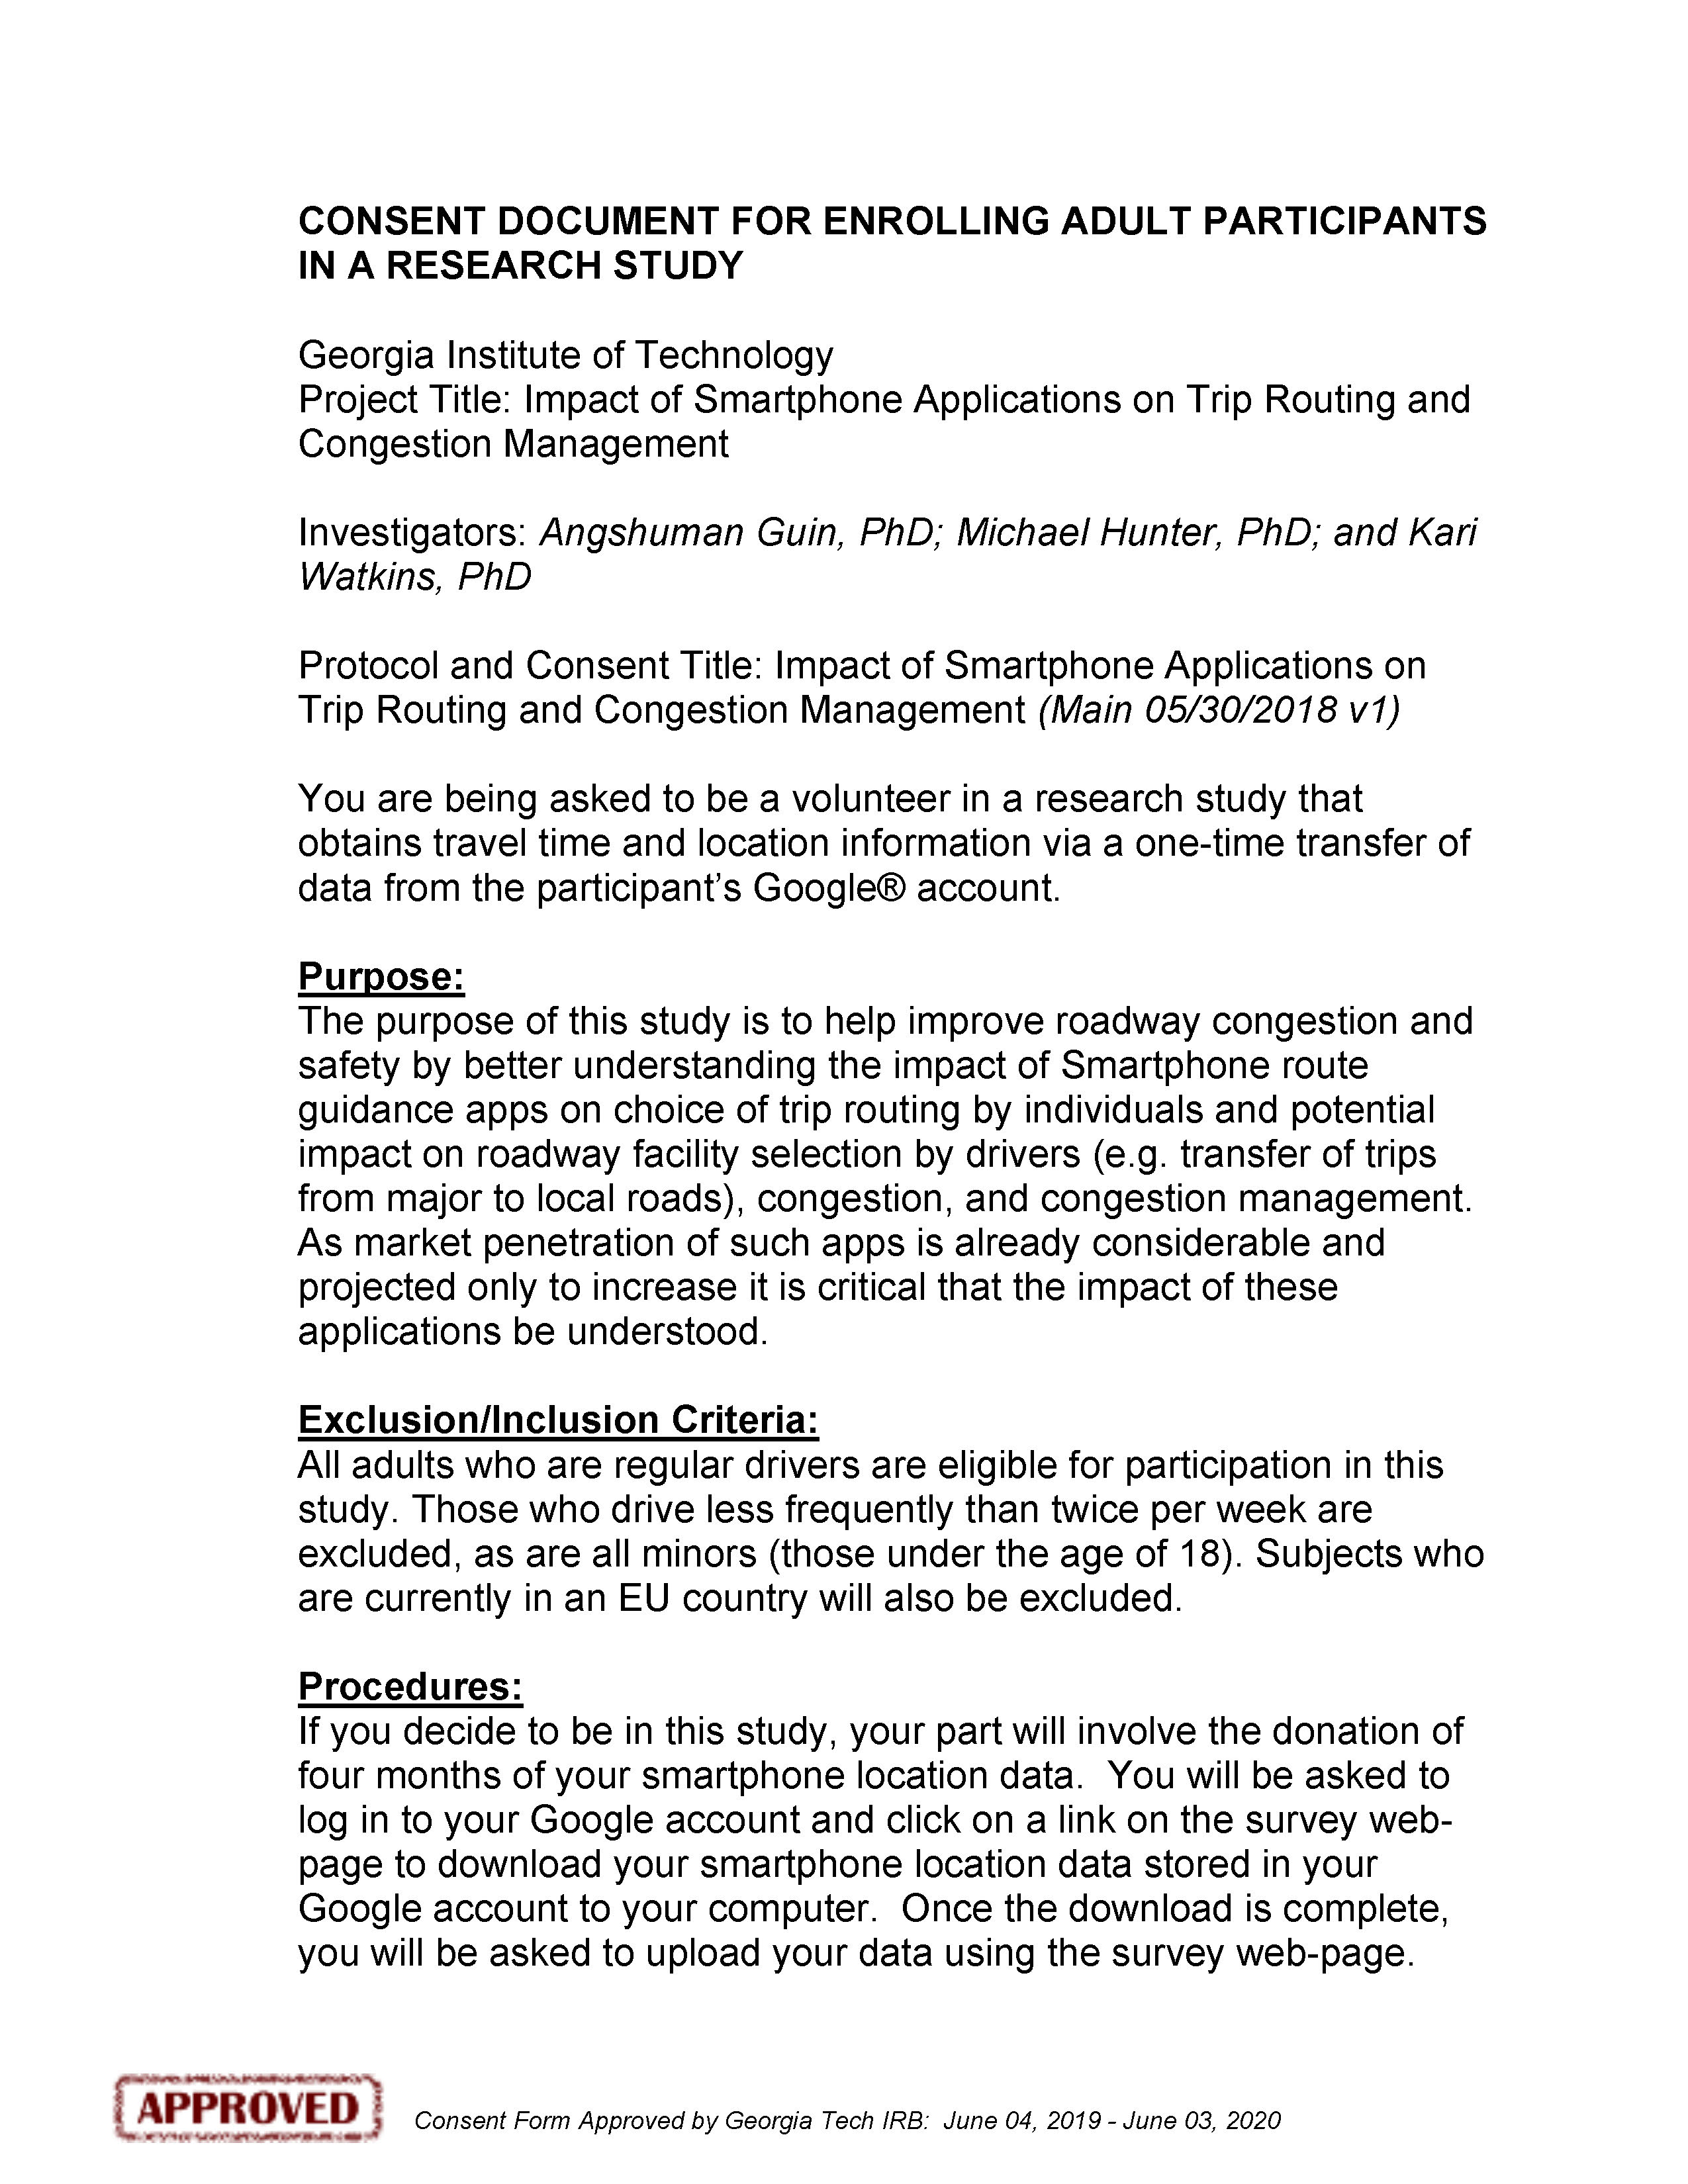 CONSENT DOCUMENT FOR ENROLLING ADULT PARTICIPANTS
IN A RESEARCH STUDY
Georgia Institute of Technology
Project Title: Impact of Smartphone Applications on Trip Routing and
Congestion Management
Investigators: Angshuman Guin, PhD; Michael Hunter, PhD; and Kari
Watkins, PhD
Protocol and Consent Title: Impact of Smartphone Applications on
Trip Routing and Congestion Management (Main 05/30/2018 v1)
You are being asked to be a volunteer in a research study that
obtains travel time and location information via a one-time transfer of
data from the participant’s Google® account.
Purpose:
The purpose of this study is to help improve roadway congestion and
safety by better understanding the impact of Smartphone route
guidance apps on choice of trip routing by individuals and potential
impact on roadway facility selection by drivers (e.g. transfer of trips
from major to local roads), congestion, and congestion management.
As market penetration of such apps is already considerable and
projected only to increase it is critical that the impact of these
applications be understood.
Exclusion/Inclusion Criteria:
All adults who are regular drivers are eligible for participation in this
study. Those who drive less frequently than twice per week are
excluded, as are all minors (those under the age of 18). Subjects who
are currently in an EU country will also be excluded.
Procedures:
If you decide to be in this study, your part will involve the donation of
four months of your smartphone location data.  You will be asked to
log in to your Google account and click on a link on the survey web-
page to download your smartphone location data stored in your
Google account to your computer.  Once the download is complete,
you will be asked to upload your data using the survey web-page.
APPROVED
Consent Form Approved by Georgia Tech IRB:  June 04, 2019 - June 03, 2020